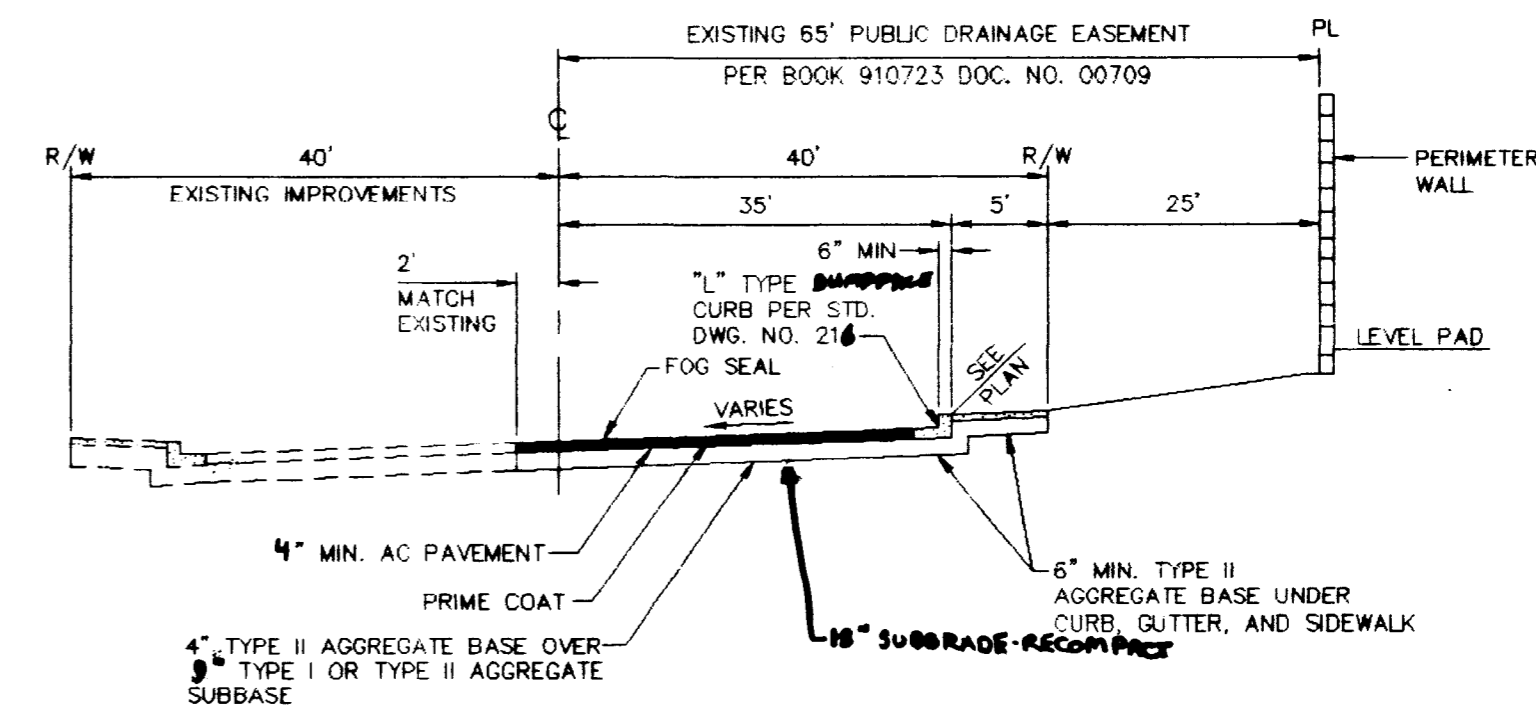 EXISTING 65' PUBLIC DRAINAGE EASEMENT
PL
PER BOOK 910723 DOC. NO. 00709
R/W
40'
℄
40'
R/W
EXISTING IMPROVEMENTS
PERIMETER
WALL
35'
5'
25'
6" MIN
2'
MATCH
EXISTING
"L" TYPE
CURB PER STD.
DWG. NO. 216
SEE
PLAN
LEVEL PAD
FOG SEAL
VARIES
4" MIN. AC PAVEMENT
PRIME COAT
4" TYPE II AGGREGATE BASE OVER
9" TYPE I OR TYPE II AGGREGATE
SUBBASE
SUBGRADE-RECOMPACT
6" MIN. TYPE II
AGGREGATE BASE UNDER
CURB, GUTTER, AND SIDEWALK